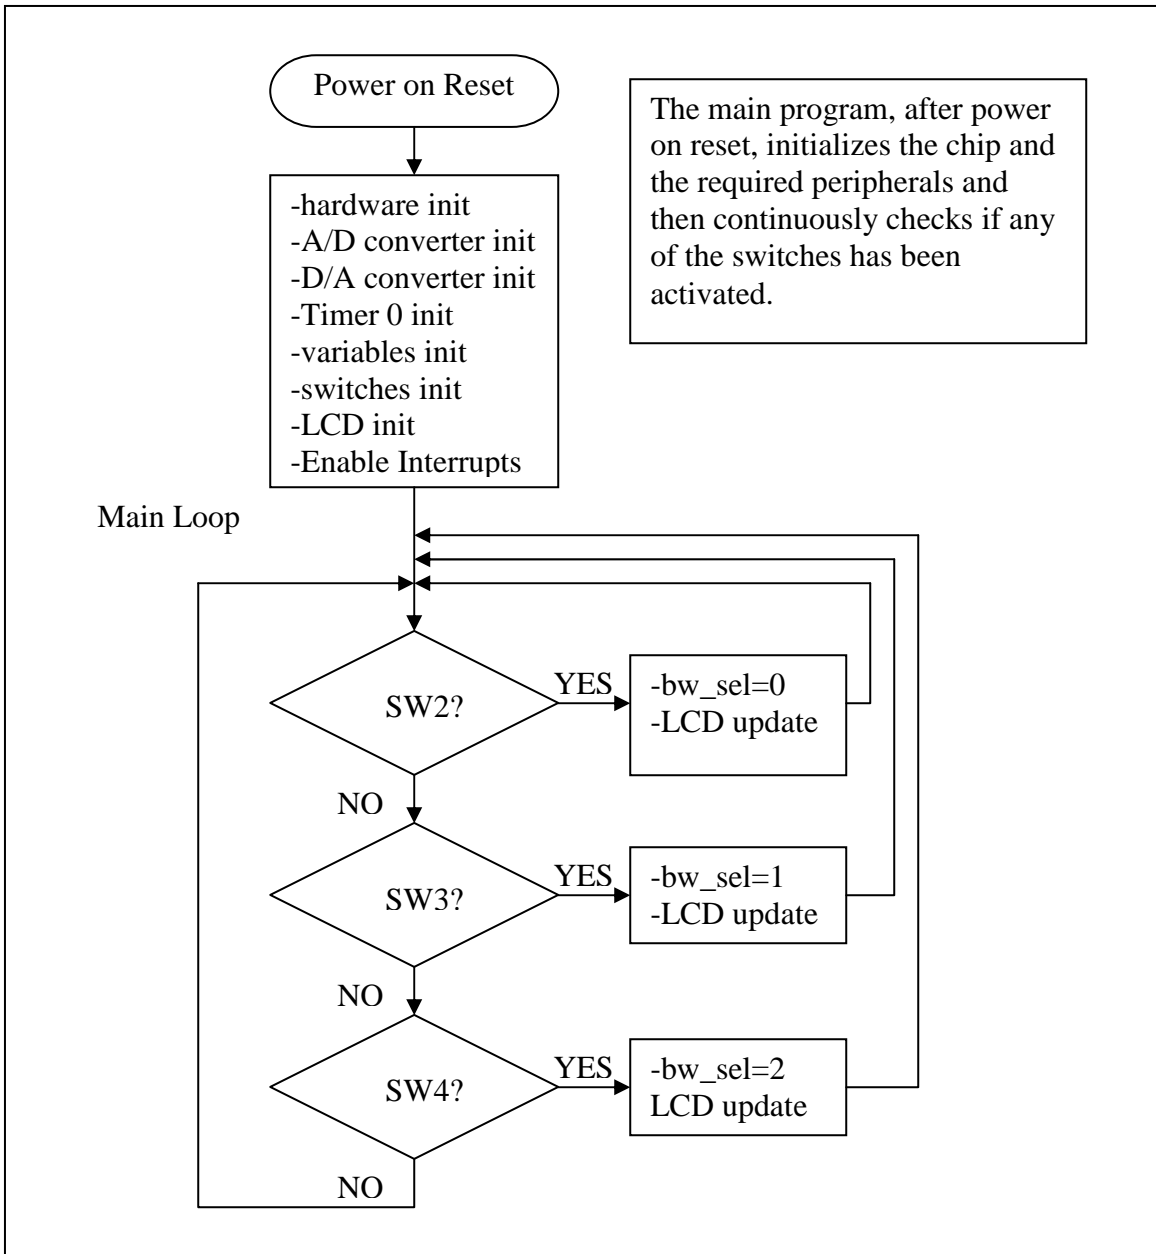 Power on Reset
The main program, after power
on reset, initializes the chip and
the required peripherals and
then continuously checks if any
of the switches has been
activated.
-hardware init
-A/D converter init
-D/A converter init
-Timer 0 init
-variables init
-switches init
-LCD init
-Enable Interrupts
Main Loop
SW2?
YES
-bw_sel=0
-LCD update
NO
SW3?
YES
-bw_sel=1
-LCD update
NO
SW4?
YES
-bw_sel=2
LCD update
NO